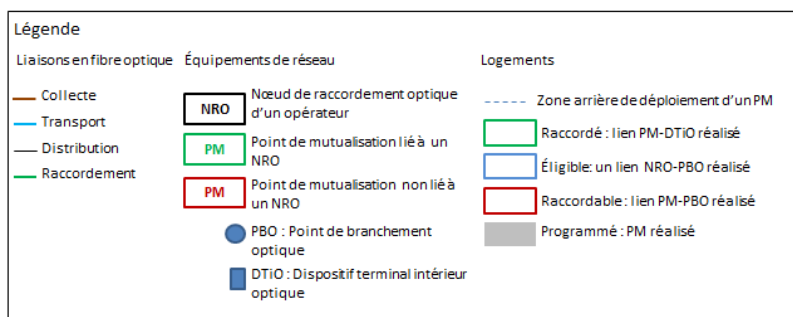 Légende
Liaisons en fibre optique
Collecte
Transport
Distribution
Raccordement
Équipements de réseau
NRO
Nœud de raccordement optique
d'un opérateur
PM
Point de mutualisation lié à un
NRO
PM
Point de mutualisation non lié à
un NRO
PBO : Point de branchement
optique
DTiO : Dispositif terminal intérieur
optique
Logements
Zone arrière de déploiement d'un PM
Raccordé : lien PM-DTiO réalisé
Éligible: un lien NRO-PBO réalisé
Raccordable : lien PM-PBO réalisé
Programmé : PM réalisé